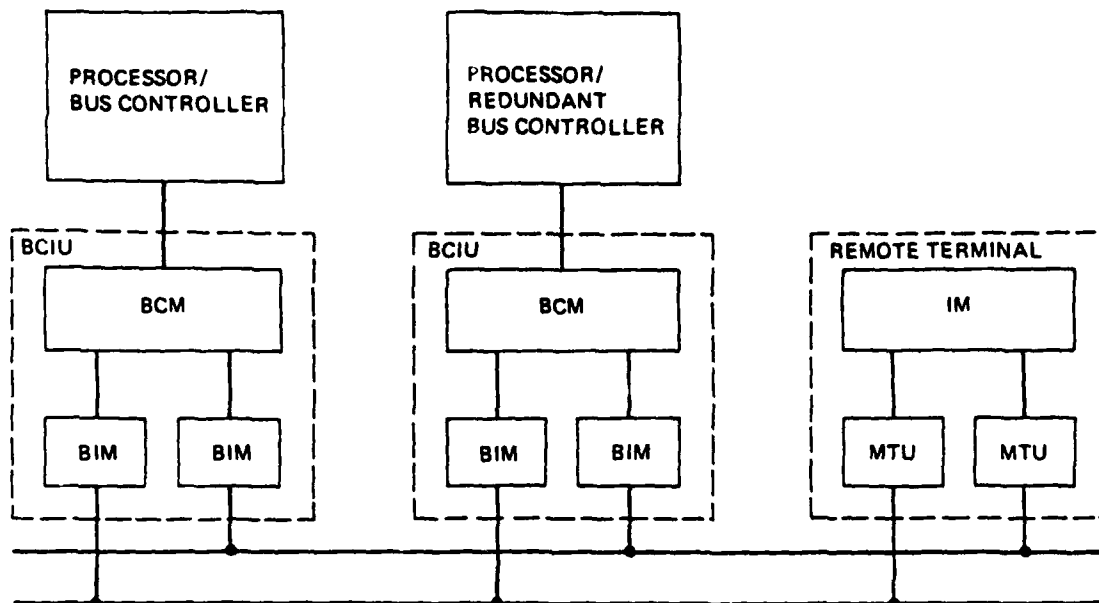 PROCESSOR/
BUS CONTROLLER
PROCESSOR/
REDUNDANT
BUS CONTROLLER
BCIU
BCIU
REMOTE TERMINAL
BCM
BCM
IM
BIM
BIM
BIM
BIM
MTU
MTU